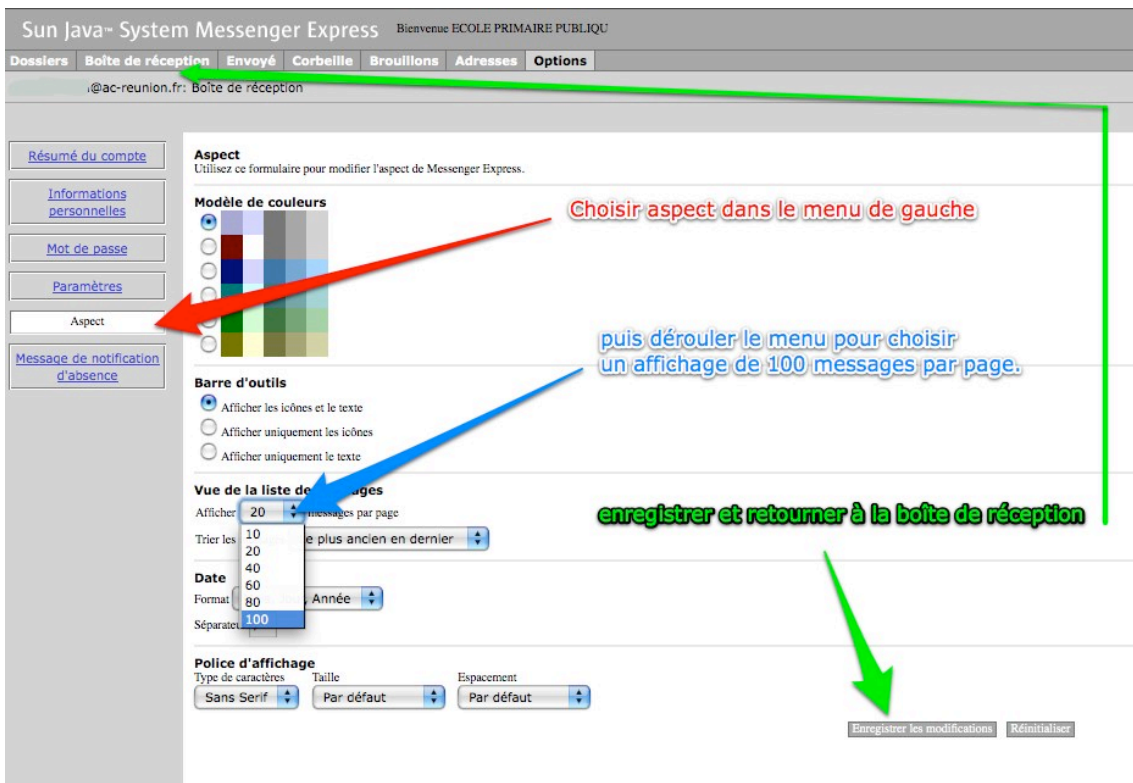 Sun Java™ System Messenger Express Bienvenue ECOLE PRIMAIRE PUBLIQU
Dossiers Boîte de réception Envoyé Corbeille Brouillons Adresses Options
@ac-reunion.fr: Boîte de réception
Résumé du compte
Informations
personnelles
Mot de passe
Paramètres
Aspect
Message de notification
d'absence
Aspect
Utilisez ce formulaire pour modifier l'aspect de Messenger Express.
Modèle de couleurs
Choisir aspect dans le menu de gauche
puis dérouler le menu pour choisir
un affichage de 100 messages par page.
Barre d'outils
Afficher les icônes et le texte
Afficher uniquement les icônes
Afficher uniquement le texte
Vue de la liste de
Afficher 20 messages par page
enregistrer et retourner à la boîte de réception
Trier les plus ancien en dernier
10
20
40
60
80
100
Date
Format Année
Police d'affichage
Type de caractères Taille Espacement
Sans Serif Par défaut Par défaut
Enregistrer les modifications Réinitialiser